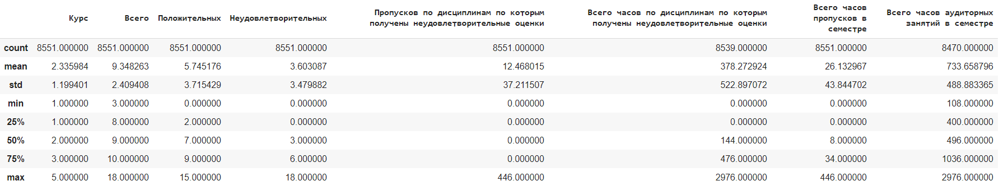 Курс Всего Положительных Неудовлетворительных Пропусков по дисциплинам по которым получены неудовлетворительные оценки Всего часов по дисциплинам по которым получены неудовлетворительные оценки Всего часов пропусков в семестре Всего часов аудиторных занятий в семестре
count 8551.000000 8551.000000 8551.000000 8551.000000 8551.000000 8539.000000 8551.000000 8470.000000
mean 2.335984 9.348263 5.745176 3.603087 12.468015 378.272924 26.132967 733.658796
std 1.199401 2.409408 3.715429 3.479882 37.211507 522.897072 43.844702 488.883365
min 1.000000 3.000000 0.000000 0.000000 0.000000 0.000000 0.000000 108.000000
25% 1.000000 8.000000 2.000000 0.000000 0.000000 0.000000 0.000000 400.000000
50% 2.000000 9.000000 7.000000 3.000000 0.000000 144.000000 8.000000 496.000000
75% 3.000000 10.000000 9.000000 6.000000 0.000000 476.000000 34.000000 1036.000000
max 5.000000 18.000000 15.000000 18.000000 446.000000 2976.000000 446.000000 2976.000000